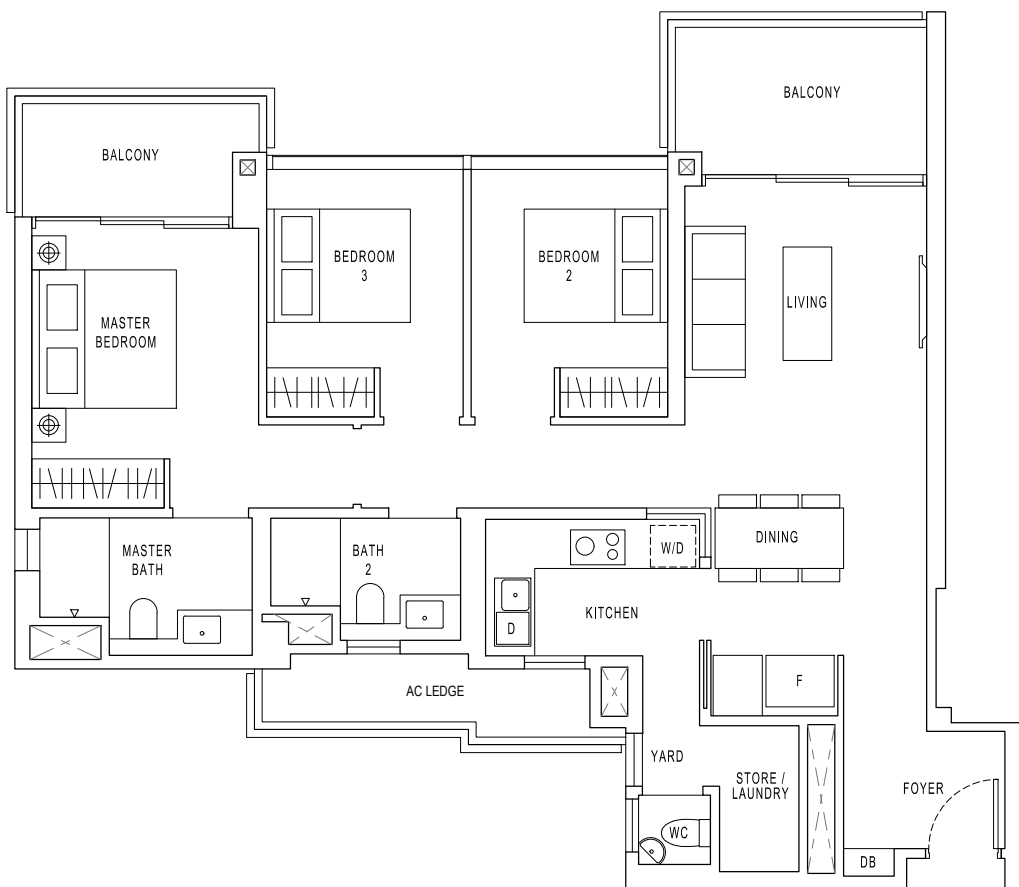 BALCONY
BALCONY
BEDROOM
3
BEDROOM
2
LIVING
MASTER
BEDROOM
MASTER
BATH
BATH
2
W/D
DINING
D
KITCHEN
F
AC LEDGE
YARD
STORE /
LAUNDRY
FOYER
WC
DB